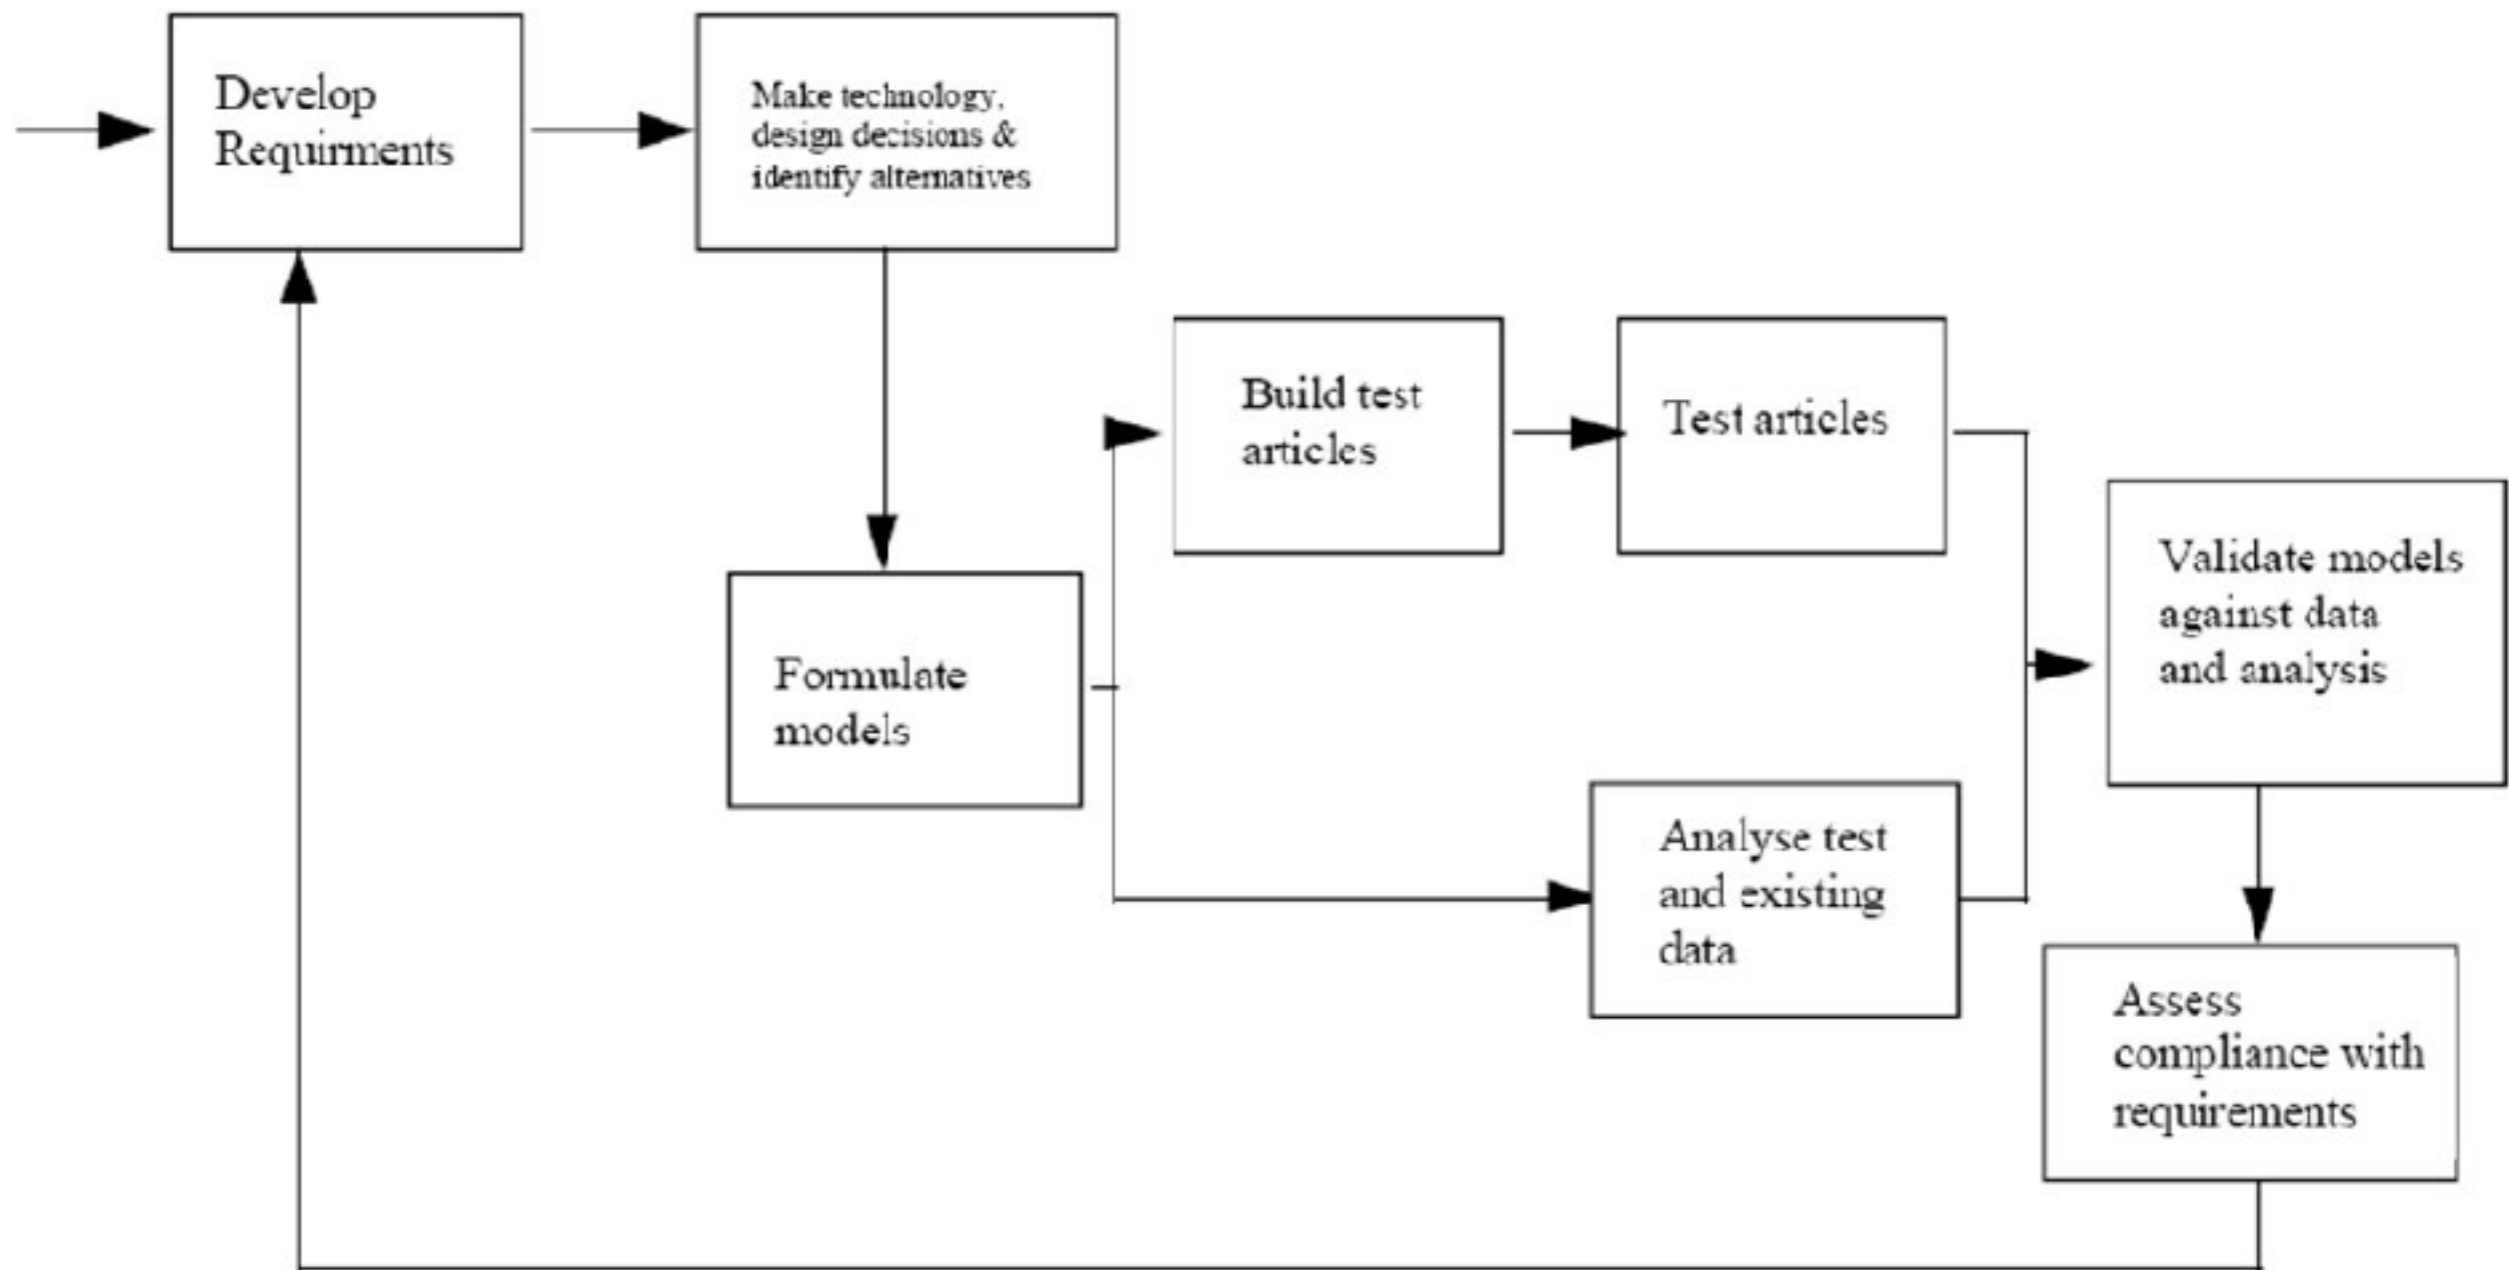 Develop
Requirments
Make technology,
design decisions &
identify alternatives
Build test
articles
Test articles
Formulate
models
Validate models
against data
and analysis
Analyse test
and existing
data
Assess
compliance with
requirements